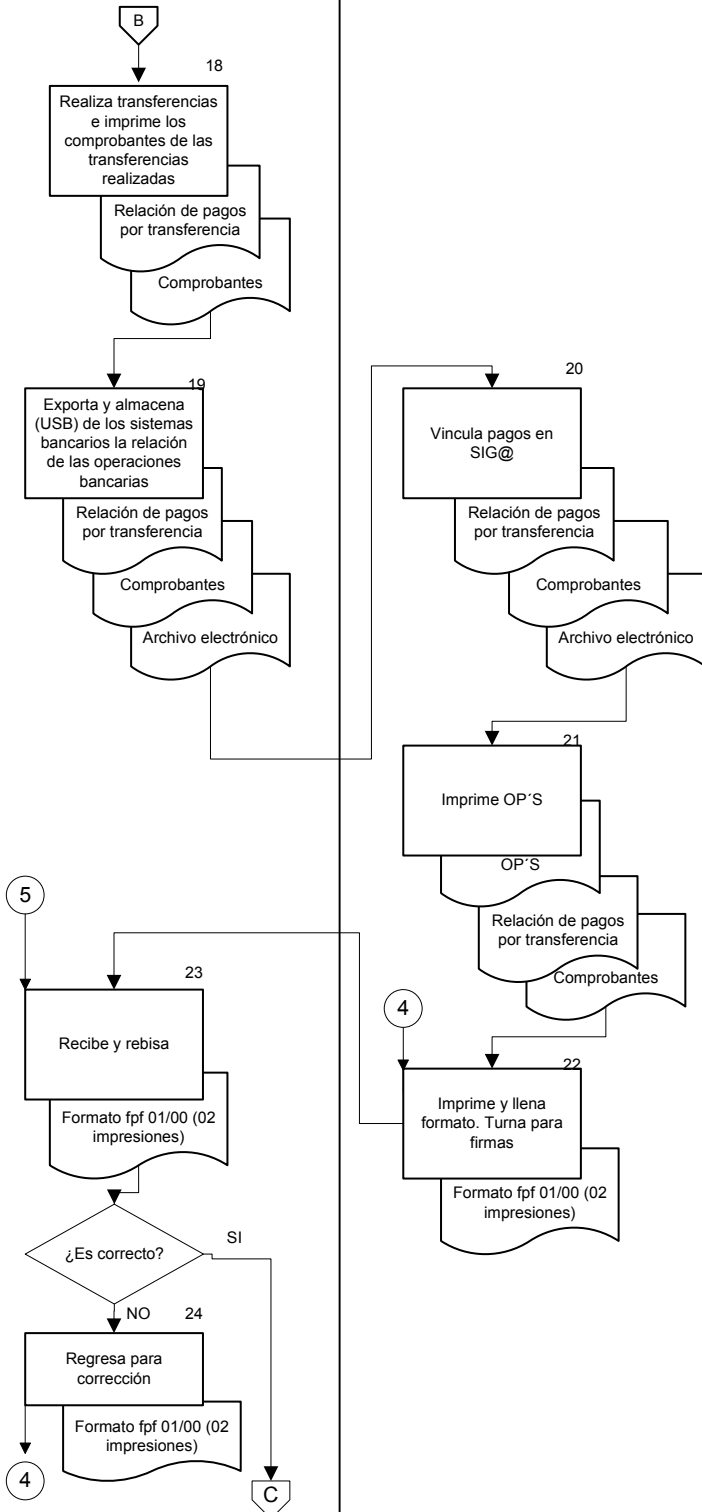 B
18
Realiza transferencias
e imprime los
comprobantes de las
transferencias
realizadas
Relación de pagos
por transferencia
Comprobantes
19
Exporta y almacena
(USB) de los sistemas
bancarios la relación
de las operaciones
bancarias
Relación de pagos
por transferencia
Comprobantes
Archivo electrónico
20
Vincula pagos en
SIG@
Relación de pagos
por transferencia
Comprobantes
Archivo electrónico
21
Imprime OP´S
OP´S
Relación de pagos
por transferencia
Comprobantes
4
22
Imprime y llena
formato. Turna para
firmas
Formato fpf 01/00 (02
impresiones)
5
23
Recibe y rebisa
Formato fpf 01/00 (02
impresiones)
¿Es correcto?
SI
NO
24
Regresa para
corrección
Formato fpf 01/00 (02
impresiones)
4
C